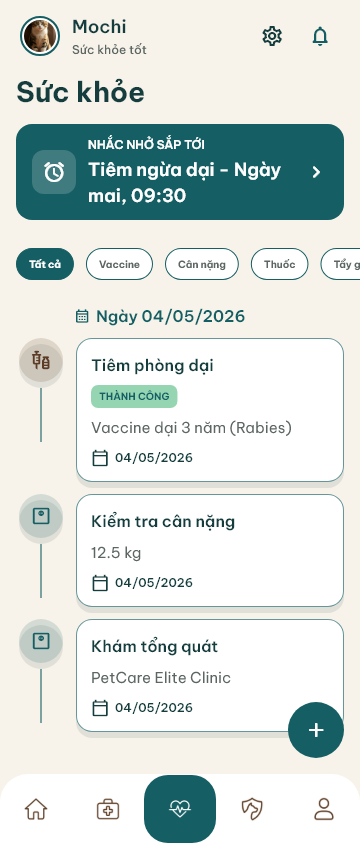 Mochi
Sức khỏe tốt
Sức khỏe
NHẮC NHỞ SẮP TỚI
Tiêm ngừa dại - Ngày
mai, 09:30
Tất cả
Vaccine
Cân nặng
Thuốc
Tẩy g
Ngày 04/05/2026
Tiêm phòng dại
THÀNH CÔNG
Vaccine dại 3 năm (Rabies)
04/05/2026
Kiểm tra cân nặng
12.5 kg
04/05/2026
Khám tổng quát
PetCare Elite Clinic
04/05/2026